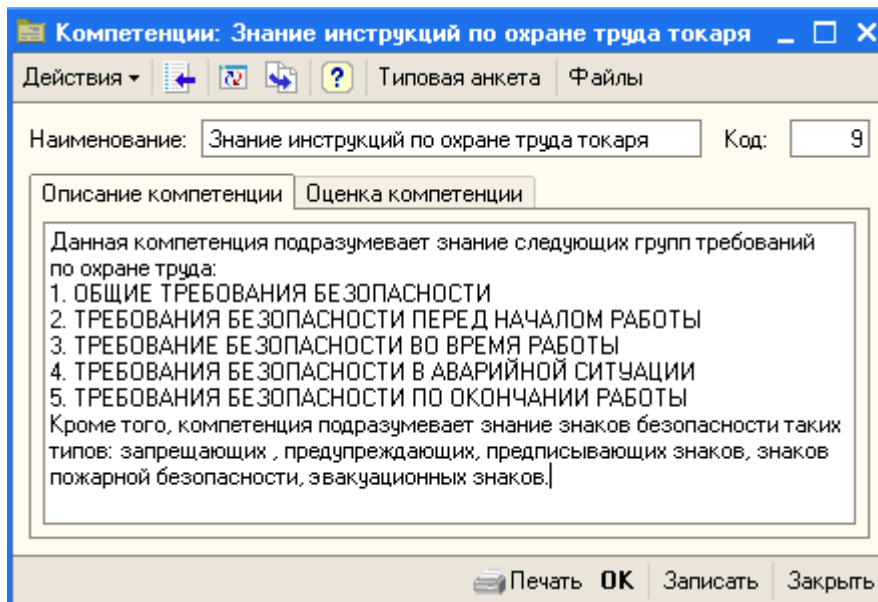 Компетенции: Знание инструкций по охране труда токаря
Действия Типовая анкета Файлы
Наименование: Знание инструкций по охране труда токаря Код: 9
Описание компетенции Оценка компетенции
Данная компетенция подразумевает знание следующих групп требований
по охране труда:
1. ОБЩИЕ ТРЕБОВАНИЯ БЕЗОПАСНОСТИ
2. ТРЕБОВАНИЯ БЕЗОПАСНОСТИ ПЕРЕД НАЧАЛОМ РАБОТЫ
3. ТРЕБОВАНИЕ БЕЗОПАСНОСТИ ВО ВРЕМЯ РАБОТЫ
4. ТРЕБОВАНИЯ БЕЗОПАСНОСТИ В АВАРИЙНОЙ СИТУАЦИИ
5. ТРЕБОВАНИЯ БЕЗОПАСНОСТИ ПО ОКОНЧАНИИ РАБОТЫ
Кроме того, компетенция подразумевает знание знаков безопасности таких
типов: запрещающих , предупреждающих, предписывающих знаков, знаков
пожарной безопасности, эвакуационных знаков.
Печать OK Записать Закрыть